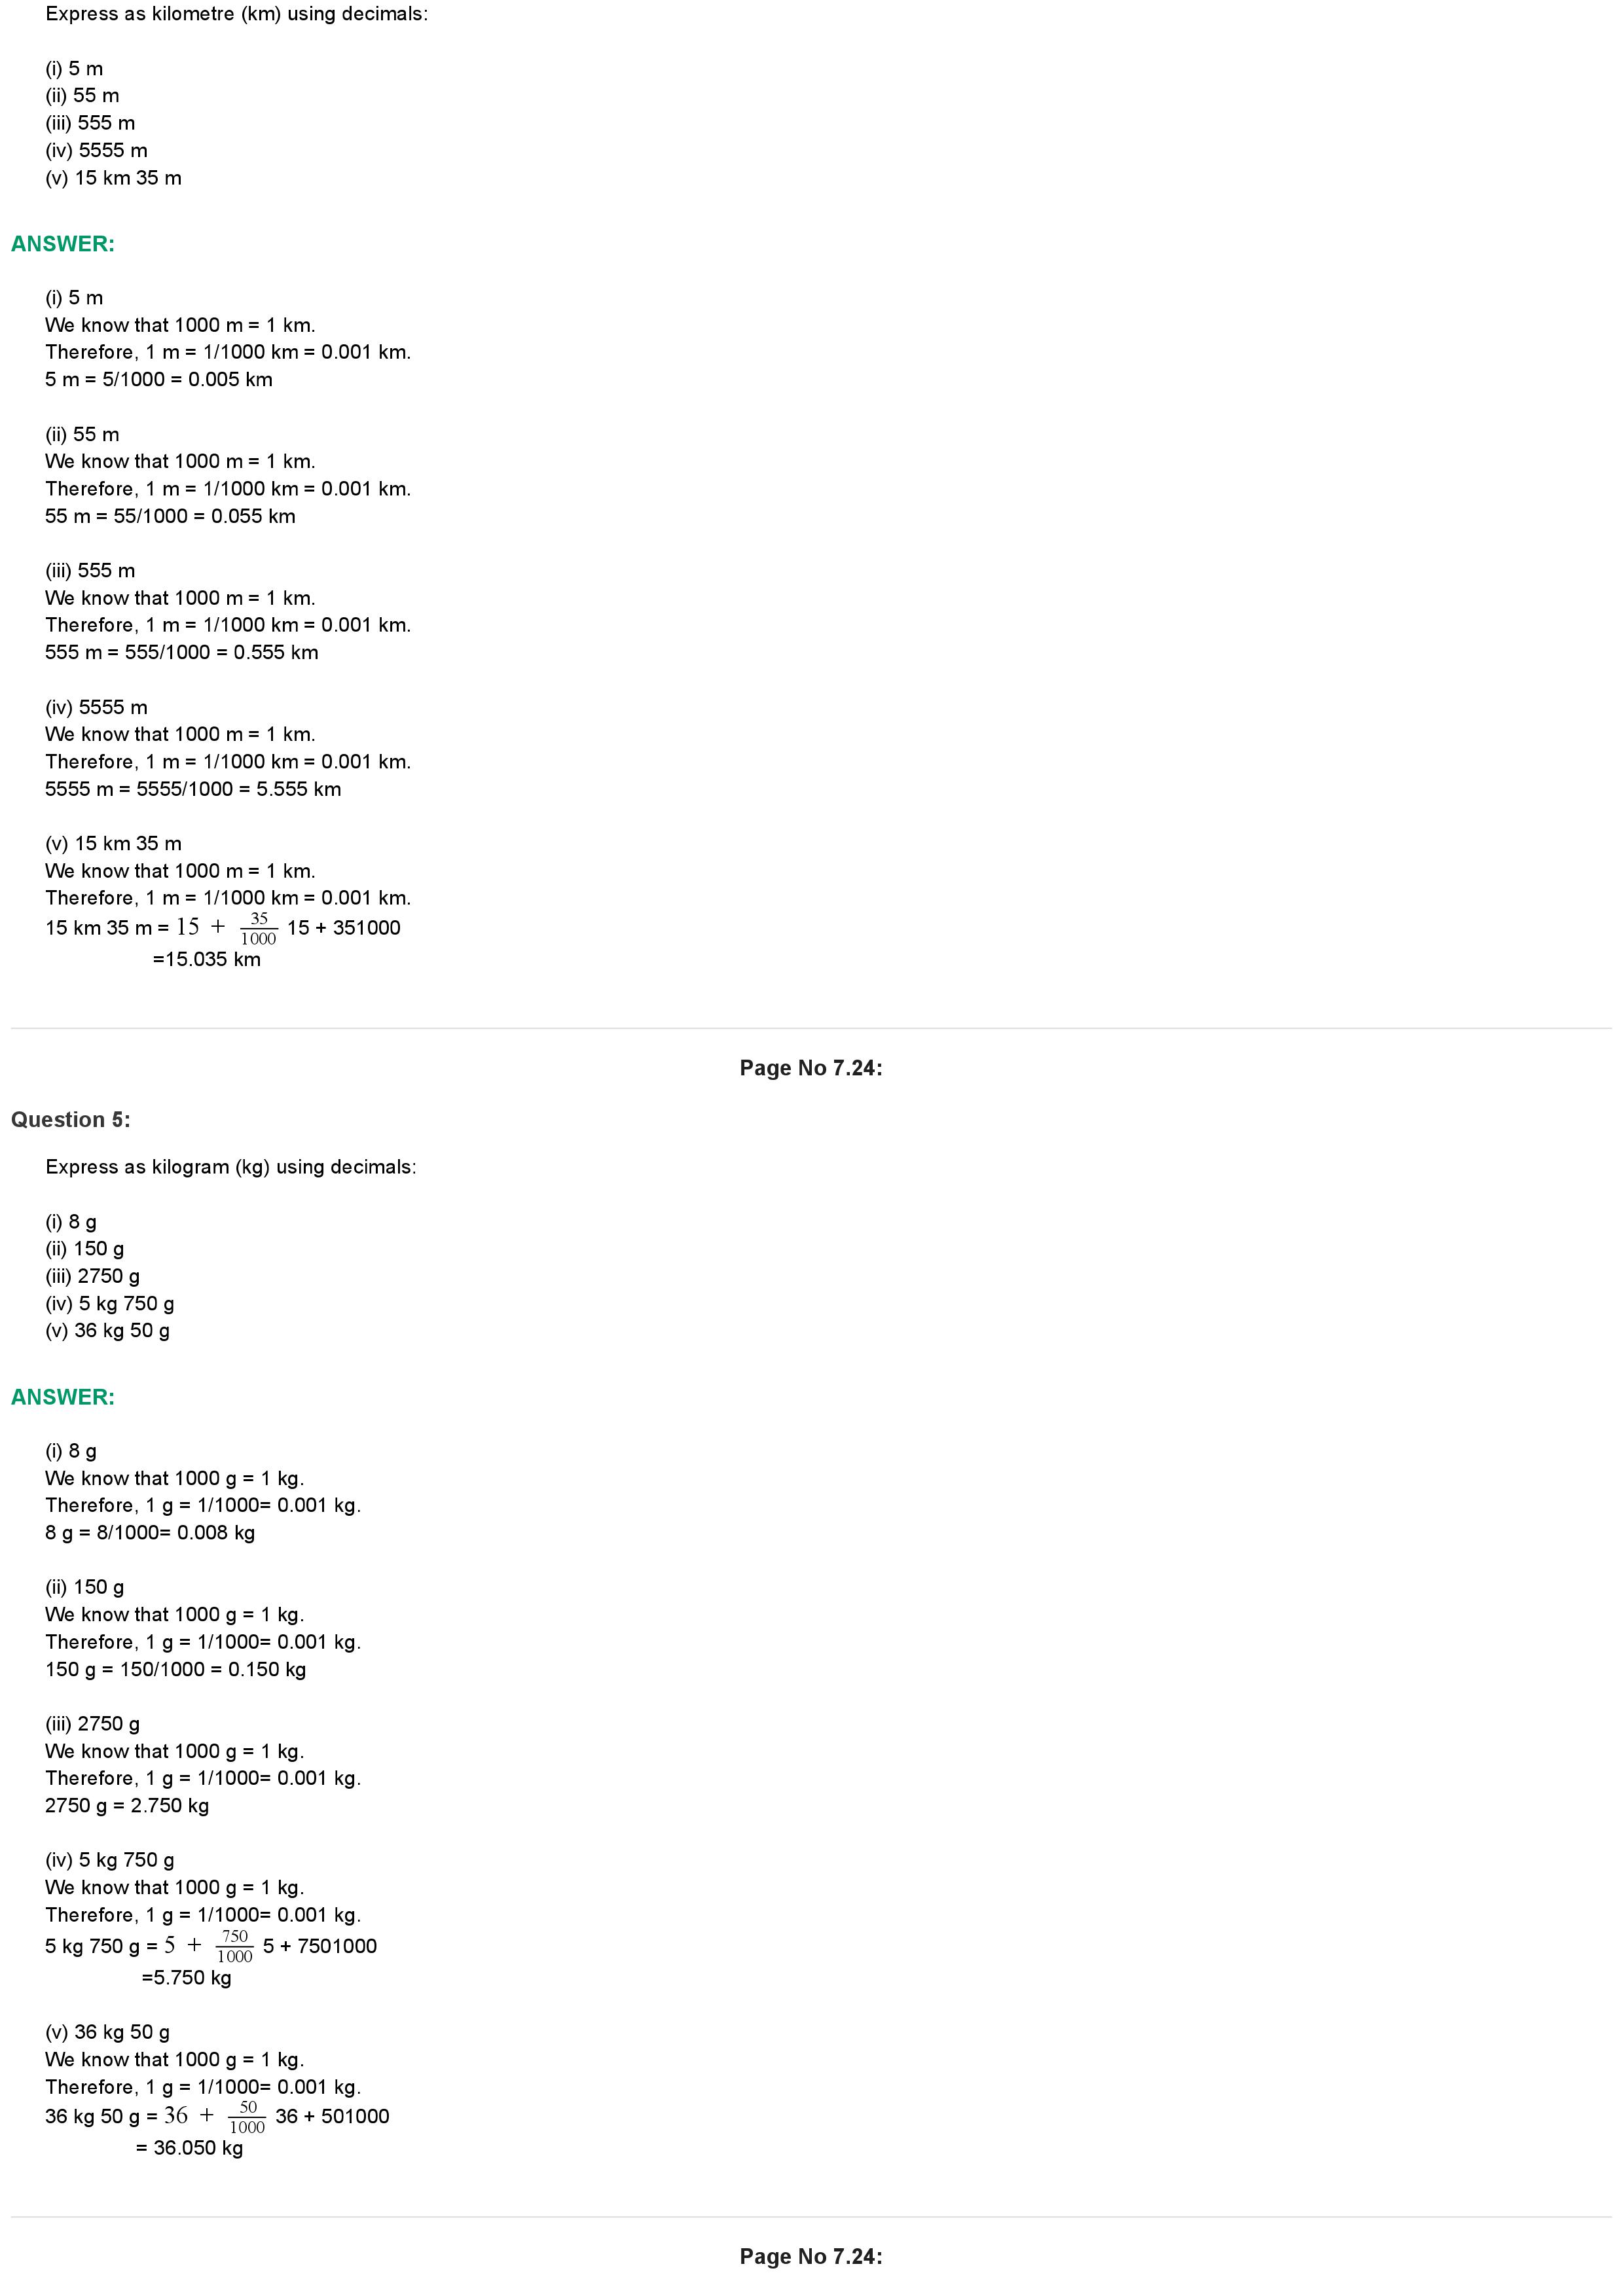 Express as kilometre (km) using decimals:
(i) 5 m
(ii) 55 m
(iii) 555 m
(iv) 5555 m
(v) 15 km 35 m
ANSWER:
(i) 5 m
We know that 1000 m = 1 km.
Therefore, 1 m = 1/1000 km = 0.001 km.
5 m = 5/1000 = 0.005 km
(ii) 55 m
We know that 1000 m = 1 km.
Therefore, 1 m = 1/1000 km = 0.001 km.
55 m = 55/1000 = 0.055 km
(iii) 555 m
We know that 1000 m = 1 km.
Therefore, 1 m = 1/1000 km = 0.001 km.
555 m = 555/1000 = 0.555 km
(iv) 5555 m
We know that 1000 m = 1 km.
Therefore, 1 m = 1/1000 km = 0.001 km.
5555 m = 5555/1000 = 5.555 km
(v) 15 km 35 m
We know that 1000 m = 1 km.
Therefore, 1 m = 1/1000 km = 0.001 km.
15 km 35 m = 15 + 35/1000 15 + 351000
=15.035 km
Page No 7.24:
Question 5:
Express as kilogram (kg) using decimals:
(i) 8 g
(ii) 150 g
(iii) 2750 g
(iv) 5 kg 750 g
(v) 36 kg 50 g
ANSWER:
(i) 8 g
We know that 1000 g = 1 kg.
Therefore, 1 g = 1/1000= 0.001 kg.
8 g = 8/1000= 0.008 kg
(ii) 150 g
We know that 1000 g = 1 kg.
Therefore, 1 g = 1/1000= 0.001 kg.
150 g = 150/1000 = 0.150 kg
(iii) 2750 g
We know that 1000 g = 1 kg.
Therefore, 1 g = 1/1000= 0.001 kg.
2750 g = 2.750 kg
(iv) 5 kg 750 g
We know that 1000 g = 1 kg.
Therefore, 1 g = 1/1000= 0.001 kg.
5 kg 750 g = 5 + 750/1000 5 + 7501000
=5.750 kg
(v) 36 kg 50 g
We know that 1000 g = 1 kg.
Therefore, 1 g = 1/1000= 0.001 kg.
36 kg 50 g = 36 + 50/1000 36 + 501000
= 36.050 kg
Page No 7.24: